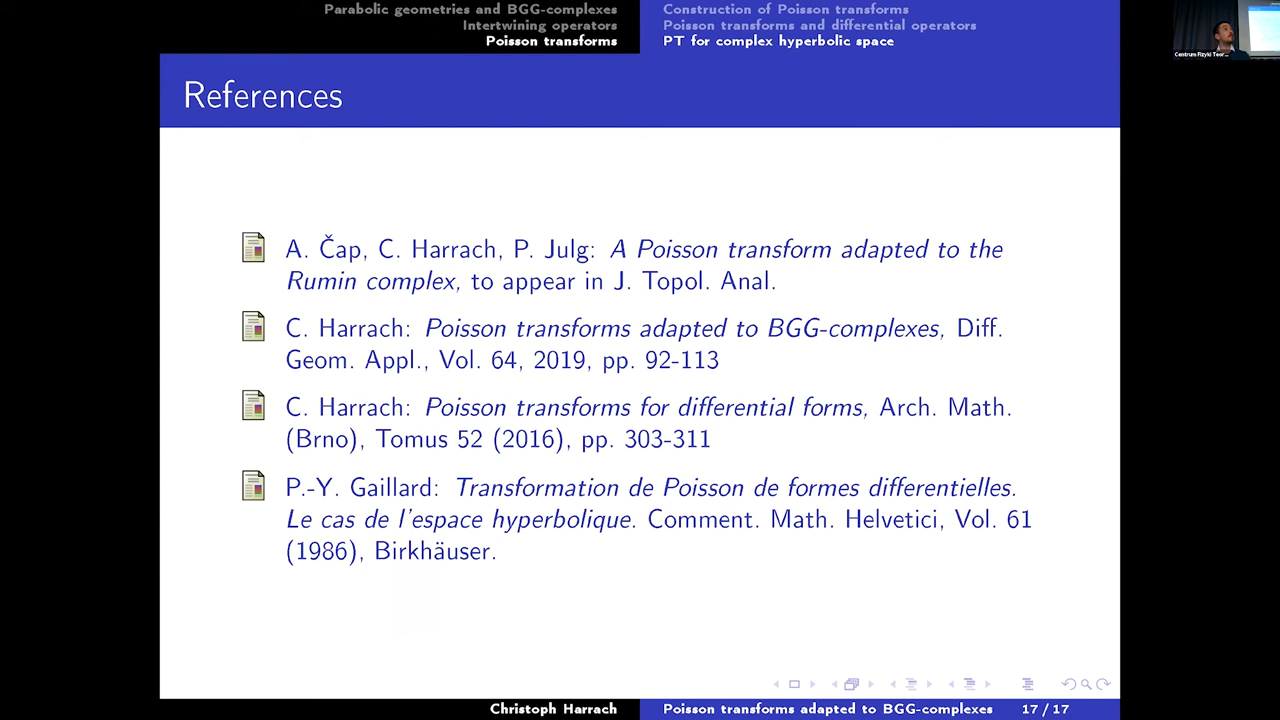 Parabolic geometries and BGG-complexes
Intertwining operators
Poisson transforms
Construction of Poisson transforms
Poisson transforms and differential operators
PT for complex hyperbolic space
Centrum Fizyki Teor...
References
A. Čap, C. Harrach, P. Julg: A Poisson transform adapted to the
Rumin complex, to appear in J. Topol. Anal.
C. Harrach: Poisson transforms adapted to BGG-complexes, Diff.
Geom. Appl., Vol. 64, 2019, pp. 92-113
C. Harrach: Poisson transforms for differential forms, Arch. Math.
(Brno), Tomus 52 (2016), pp. 303-311
P.-Y. Gaillard: Transformation de Poisson de formes differentielles.
Le cas de l'espace hyperbolique. Comment. Math. Helvetici, Vol. 61
(1986), Birkhäuser.
Christoph Harrach
Poisson transforms adapted to BGG-complexes
17 / 17